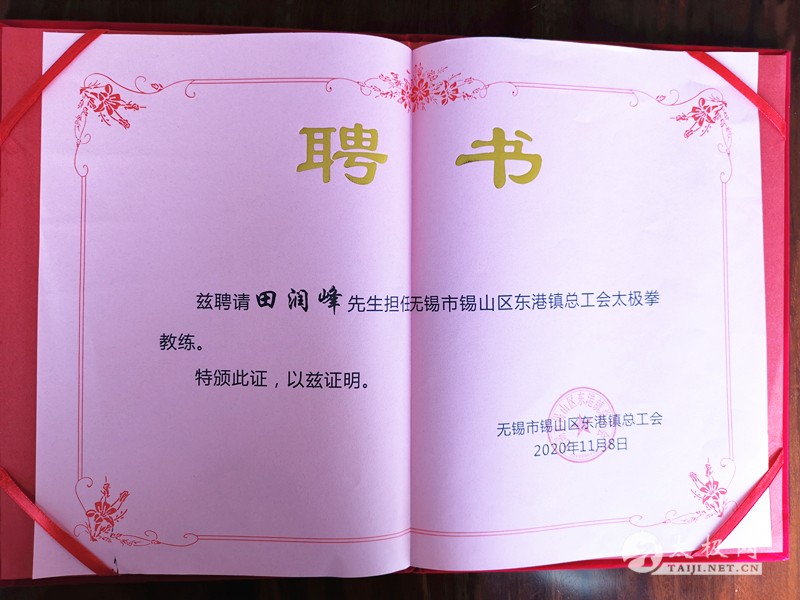 聘 书
兹聘请田润峰先生担任无锡市锡山区东港镇总工会太极拳
教练。
特颁此证，以兹证明。
无锡市锡山区东港镇总工会
2020年11月8日
太极网
TAIJI.NET.CN